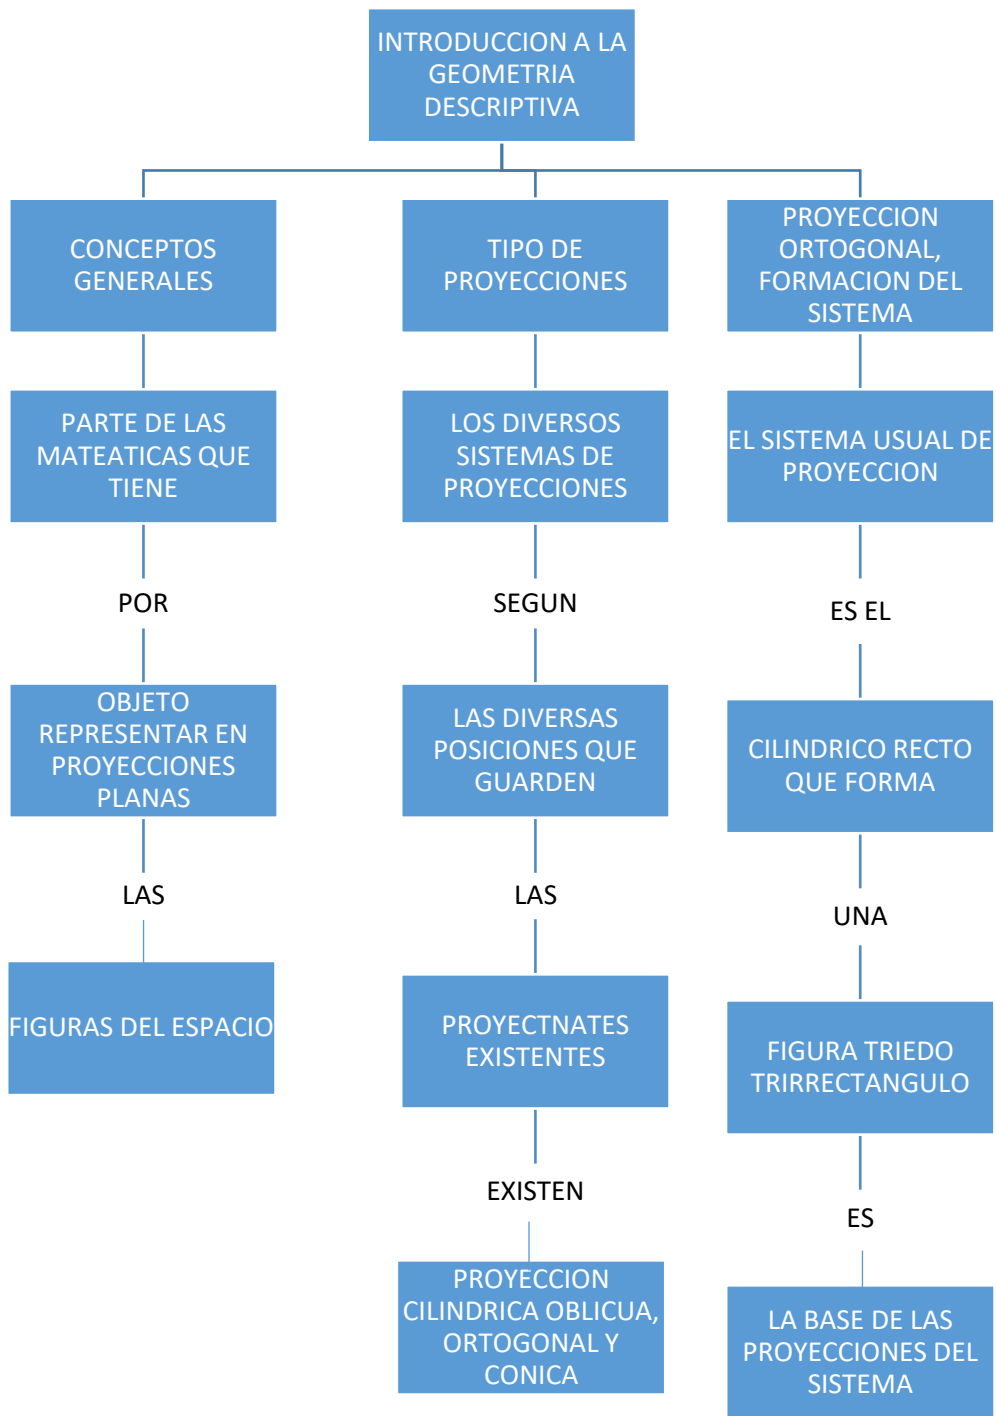 INTRODUCCION A LA
GEOMETRIA
DESCRIPTIVA
CONCEPTOS
GENERALES
PARTE DE LAS
MATEATICAS QUE
TIENE
POR
OBJETO
REPRESENTAR EN
PROYECCIONES
PLANAS
LAS
FIGURAS DEL ESPACIO
TIPO DE
PROYECCIONES
LOS DIVERSOS
SISTEMAS DE
PROYECCIONES
SEGUN
LAS DIVERSAS
POSICIONES QUE
GUARDEN
LAS
PROYECTNATES
EXISTENTES
EXISTEN
PROYECCION
CILINDRICA OBLICUA,
ORTOGONAL Y
CONICA
PROYECCION
ORTOGONAL,
FORMACION DEL
SISTEMA
EL SISTEMA USUAL DE
PROYECCION
ES EL
CILINDRICO RECTO
QUE FORMA
UNA
FIGURA TRIEDO
TRIRRECTANGULO
ES
LA BASE DE LAS
PROYECCIONES DEL
SISTEMA